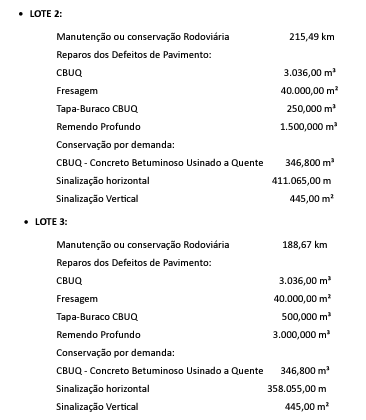 • LOTE 2:
Manutenção ou conservação Rodoviária 215,49 km
Reparos dos Defeitos de Pavimento:
CBUQ 3.036,00 m³
Fresagem 40.000,00 m²
Tapa-Buraco CBUQ 250,000 m³
Remendo Profundo 1.500,000 m³
Conservação por demanda:
CBUQ - Concreto Betuminoso Usinado a Quente 346,800 m³
Sinalização horizontal 411.065,00 m
Sinalização Vertical 445,00 m²
• LOTE 3:
Manutenção ou conservação Rodoviária 188,67 km
Reparos dos Defeitos de Pavimento:
CBUQ 3.036,00 m³
Fresagem 40.000,00 m²
Tapa-Buraco CBUQ 500,000 m³
Remendo Profundo 3.000,000 m³
Conservação por demanda:
CBUQ - Concreto Betuminoso Usinado a Quente 346,800 m³
Sinalização horizontal 358.055,00 m
Sinalização Vertical 445,00 m²